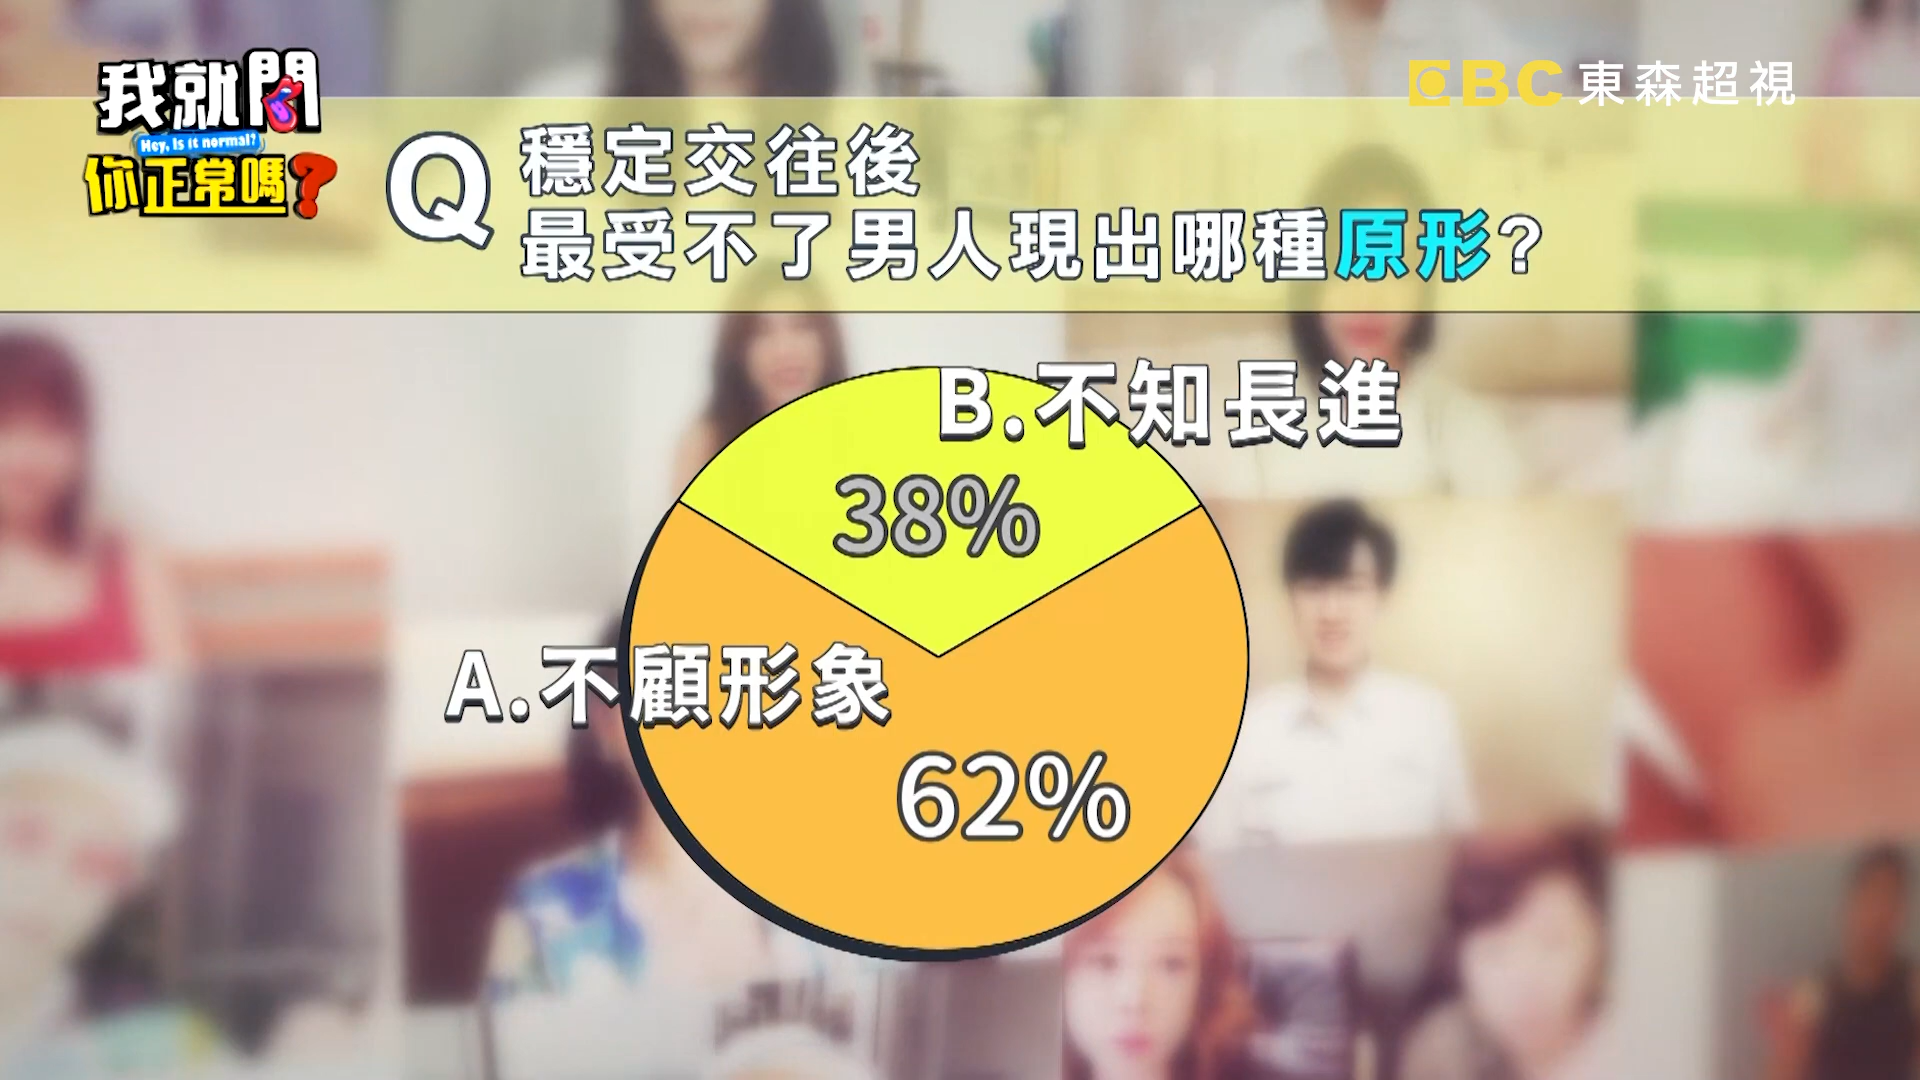 我就問
Hey, Is it normal?
你正常嗎?
EBC 東森超視
Q 穩定交往後
最受不了男人現出哪種原形?
B.不知長進
38%
A.不顧形象
62%